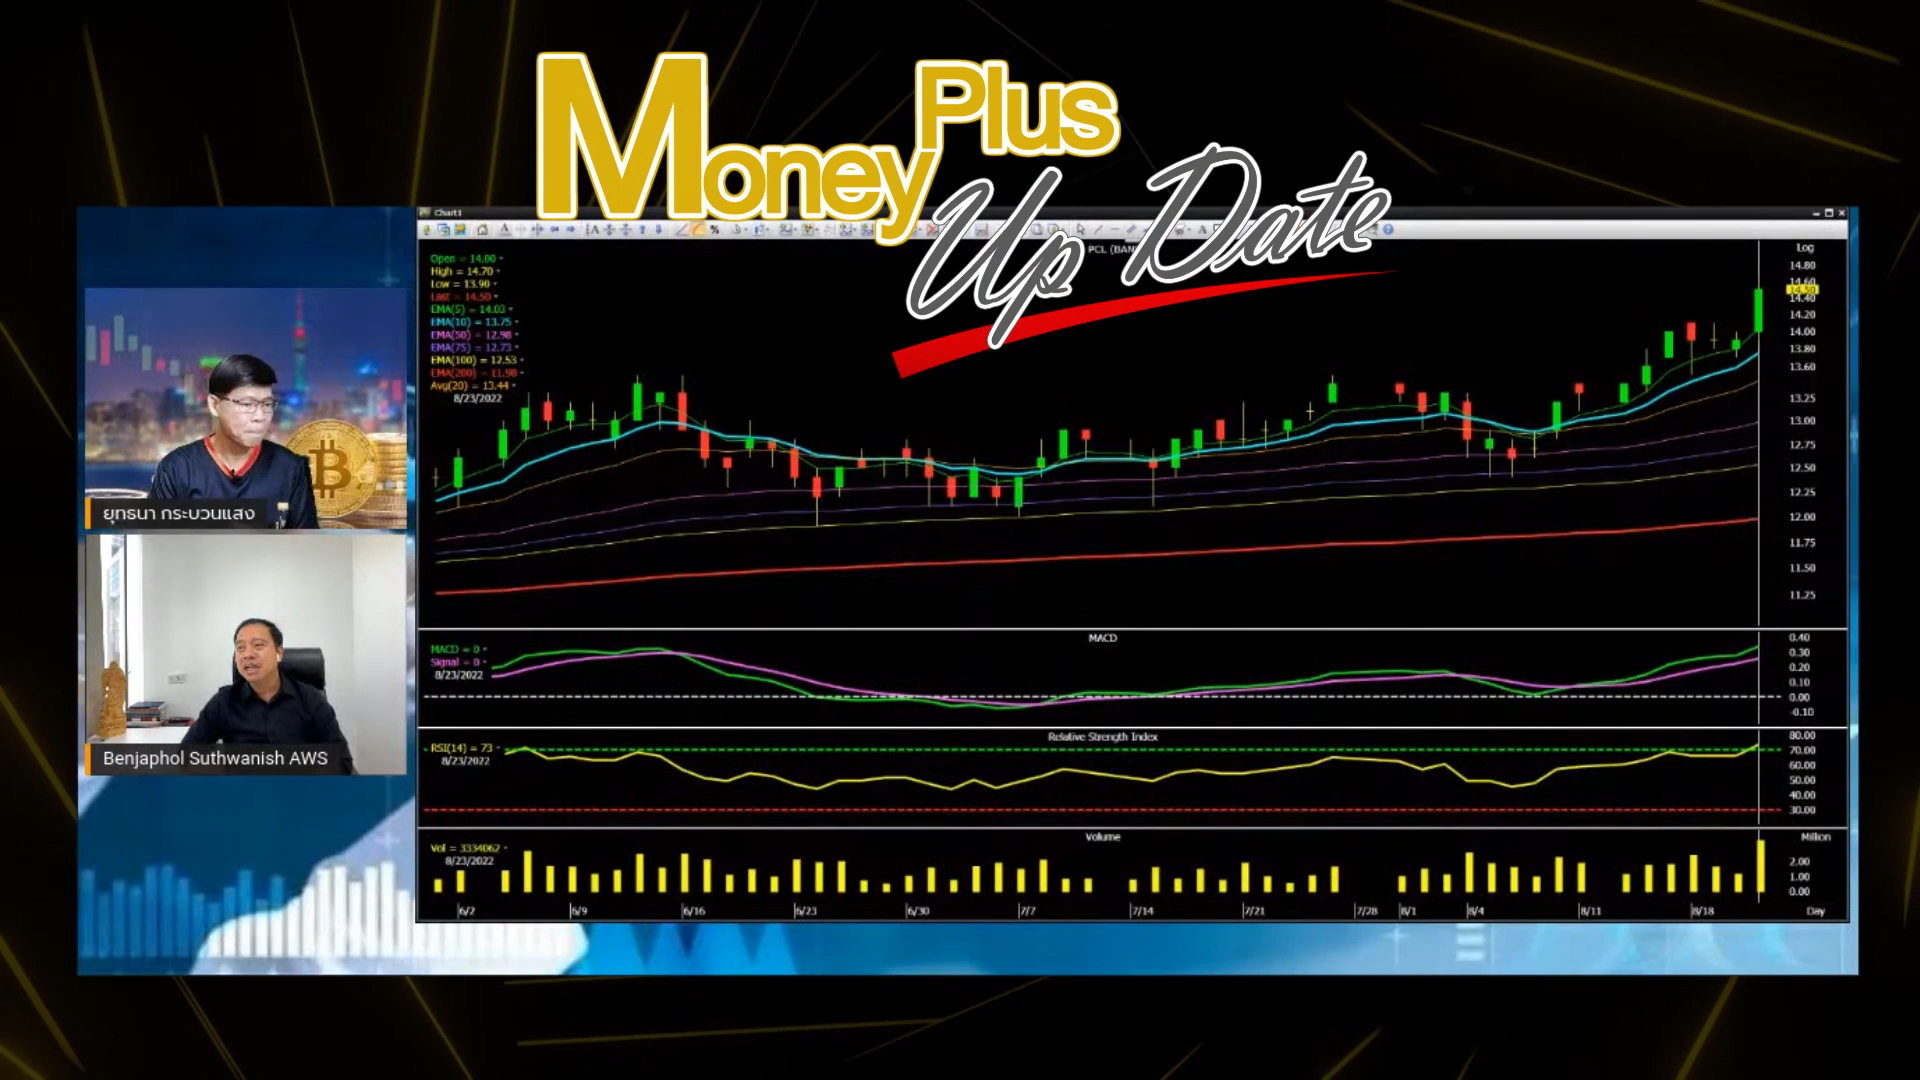 Money Plus
Up Date
Chart1
PCL (BAN
Log
Open = 14.00
High = 14.70
Low = 13.90
Last = 14.50
EMA(5) = 14.03
EMA(10) = 13.75
EMA(50) = 12.98
EMA(75) = 12.73
EMA(100) = 12.53
EMA(200) = 11.98
Avg(20) = 13.44
8/23/2022
14.80
14.60
14.50
14.40
14.20
14.00
13.80
13.60
13.25
13.00
12.75
12.50
12.25
12.00
11.75
11.50
11.25
ยุทธนา กระบวนแสง
Benjaphol Suthwanish AWS
MACD
MACD = 0
Signal = 0
8/23/2022
0.40
0.30
0.20
0.10
0.00
-0.10
Relative Strength Index
RSI(14) = 73
8/23/2022
80.00
70.00
60.00
50.00
40.00
30.00
Volume
Million
Vol = 3334062
8/23/2022
2.00
1.00
0.00
6/2 6/9 6/16 6/23 6/30 7/7 7/14 7/21 7/28 8/1 8/4 8/11 8/18 Day